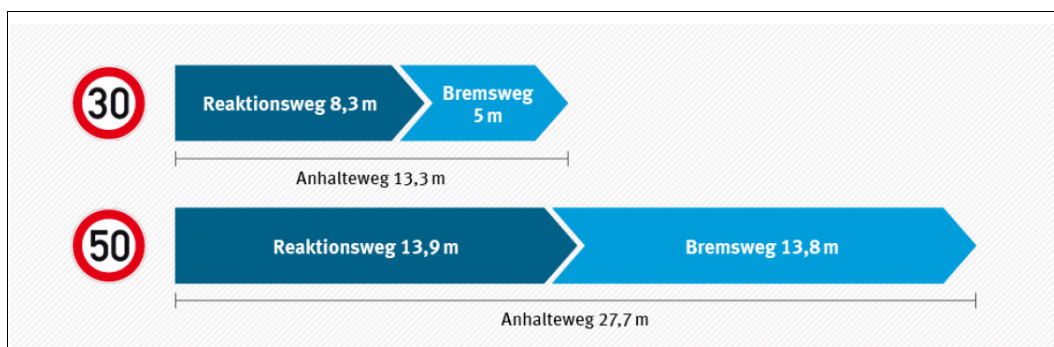 30
Reaktionsweg 8,3 m
Bremsweg
5 m
Anhalteweg 13,3 m
50
Reaktionsweg 13,9 m
Bremsweg 13,8 m
Anhalteweg 27,7 m